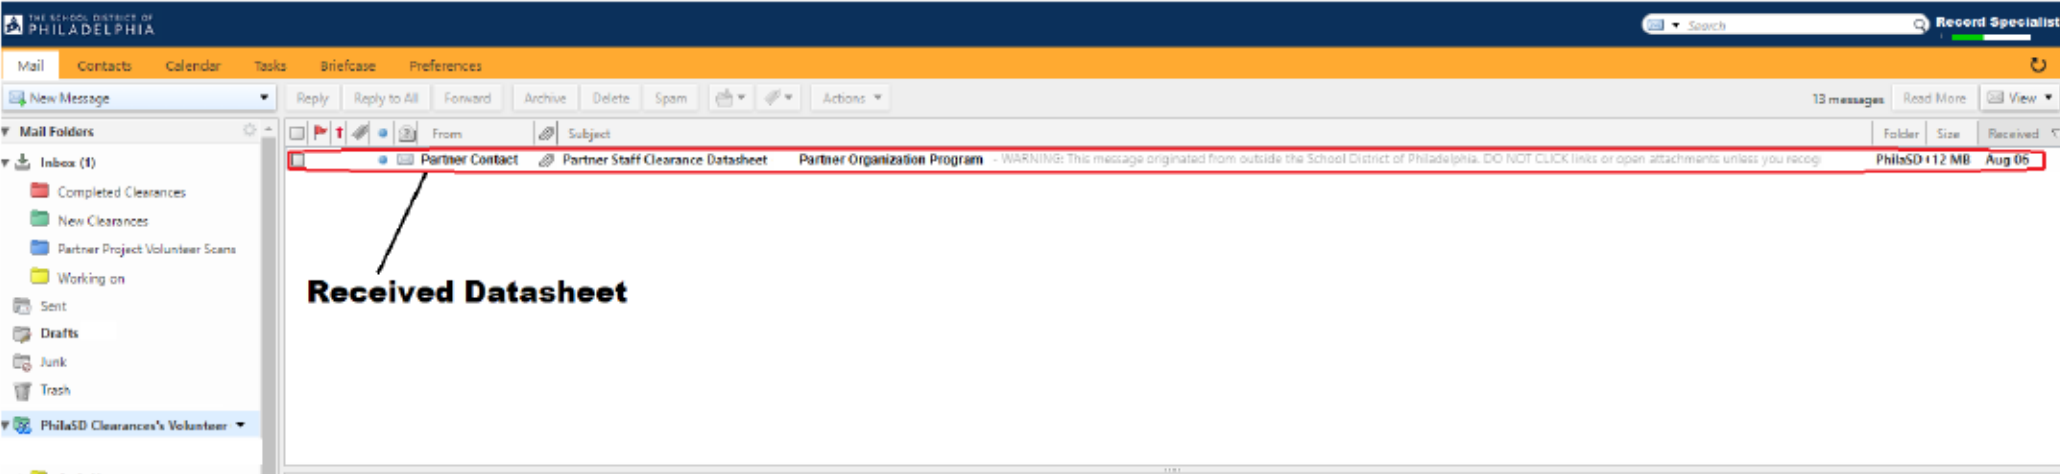 THE SCHOOL DISTRICT OF
PHILADELPHIA
Search
Record Specialist
Mail Contacts Calendar Tasks Briefcase Preferences
New Message Reply Reply to All Forward Archive Delete Spam Actions 13 messages Read More View
Mail Folders From Subject Folder Size Received
Inbox (1) Partner Contact Partner Staff Clearance Datasheet Partner Organization Program - WARNING: This message originated from outside the School District of Philadelphia. DO NOT CLICK links or open attachments unless you recog PhilaSD 12 MB Aug 06
Completed Clearances
New Clearances
Partner Project Volunteer Scans
Working on
Received Datasheet
Sent
Drafts
Junk
Trash
PhilaSD Clearances's Volunteer